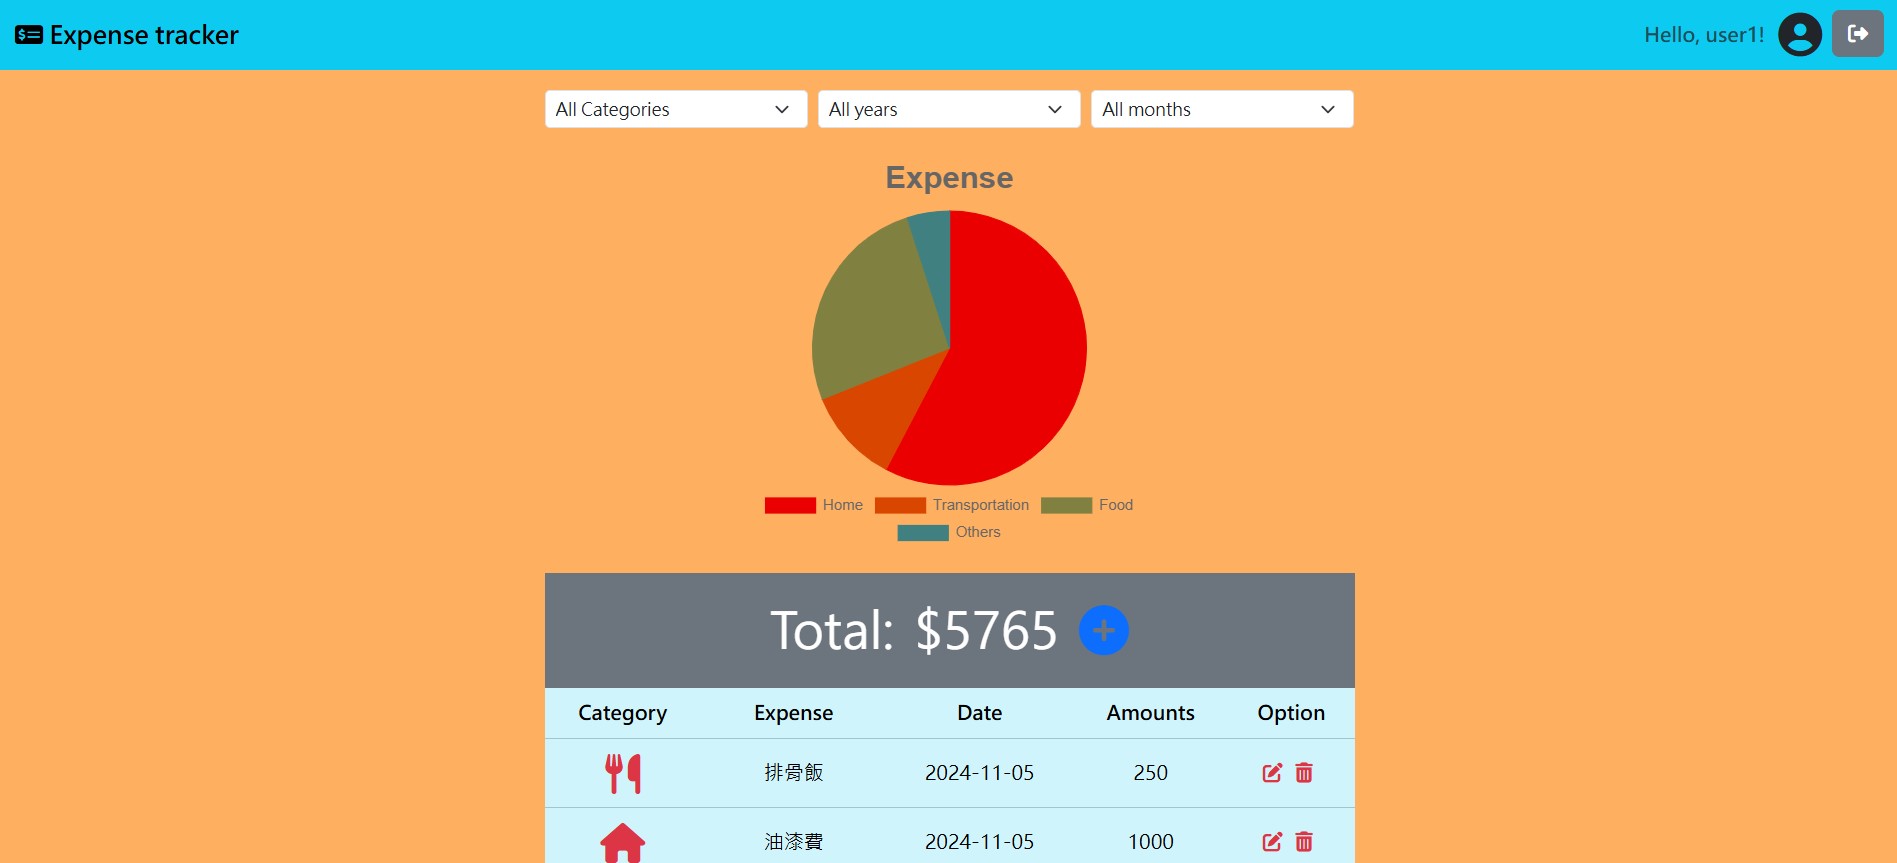 Expense tracker
Hello, user1!
All Categories
All years
All months
Expense
Home
Transportation
Food
Others
Total: $5765
Category Expense Date Amounts Option
排骨飯 2024-11-05 250
油漆費 2024-11-05 1000